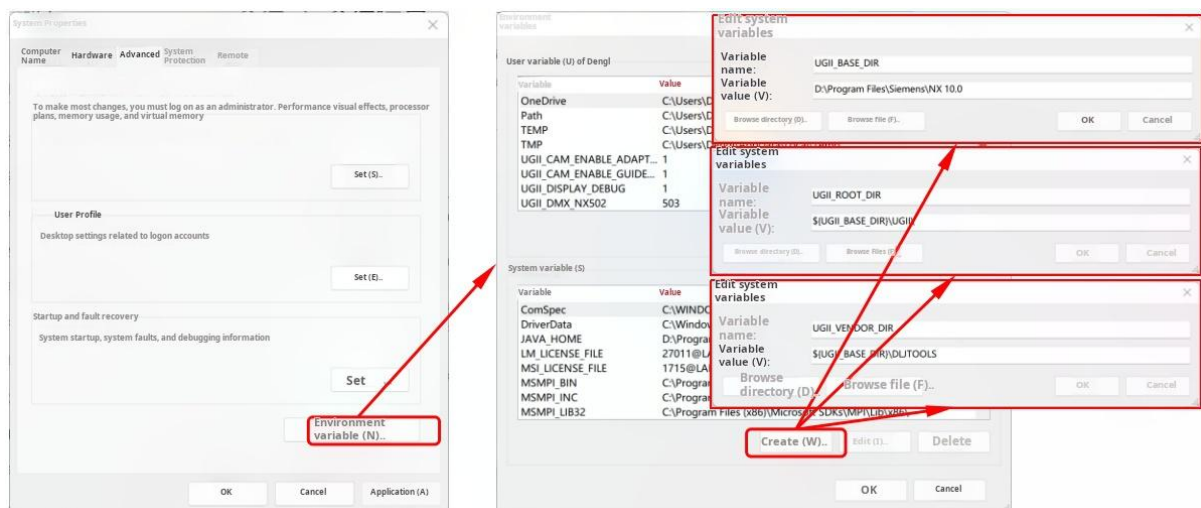 System Properties
Computer Name
Hardware
Advanced
System Protection
Remote
To make most changes, you must log on as an administrator. Performance visual effects, processor
plans, memory usage, and virtual memory
Set (S)..
User Profile
Desktop settings related to logon accounts
Set (E)..
Startup and fault recovery
System startup, system faults, and debugging information
Set
Environment
variable (N)..
OK
Cancel
Application (A)
Environment
variables
User variable (U) of Dengl
Variable Value
OneDrive C:\Users\D
Path C:\Users\D
TEMP C:\Users\D
TMP C:\Users\D
UGII_CAM_ENABLE_ADAPT... 1
UGII_CAM_ENABLE_GUIDE... 1
UGII_DISPLAY_DEBUG 1
UGII_DMX_NX502 503
System variable (S)
Variable Value
ComSpec C:\WINDO
DriverData C:\Window
JAVA_HOME D:\Program
LM_LICENSE_FILE 27011@LA
MSI_LICENSE_FILE 1715@LA
MSMPI_BIN C:\Program
MSMPI_INC C:\Program
MSMPI_LIB32 C:\Program Files (x86)\Microsoft SDKs\MPI\Lib\x86\
Create (W)..
Edit (I)..
Delete
OK
Cancel
Edit system
variables
Variable
name:
UGII_BASE_DIR
Variable
value (V):
D:\Program Files\Siemens\NX 10.0
Browse directory (D)..
Browse file (F)..
OK
Cancel
Edit system
variables
Variable
name:
UGII_ROOT_DIR
Variable
value (V):
${UGII_BASE_DIR}\UGII\
Browse directory (D)..
Browse Files (F)..
OK
Cancel
Edit system
variables
Variable
name:
UGII_VENDOR_DIR
Variable
value (V):
${UGII_BASE_DIR}\DLJTOOLS
Browse
directory (D)..
Browse file (F)..
OK
Cancel